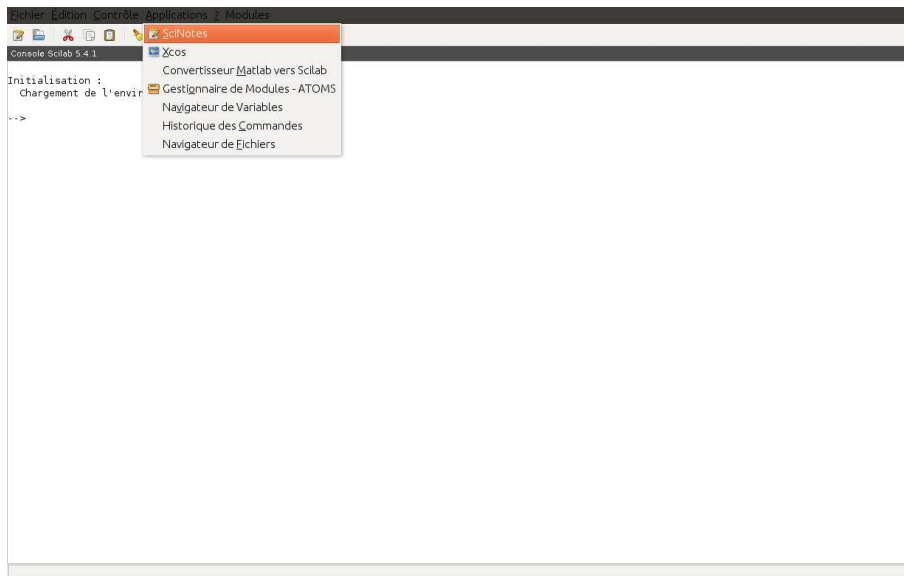 Fichier Édition Contrôle Applications ? Modules
SciNotes
Console Scilab 5.4.1
Xcos
Convertisseur Matlab vers Scilab
Initialisation :
Chargement de l'envir
Gestionnaire de Modules - ATOMS
Navigateur de Variables
-->
Historique des Commandes
Navigateur de Fichiers